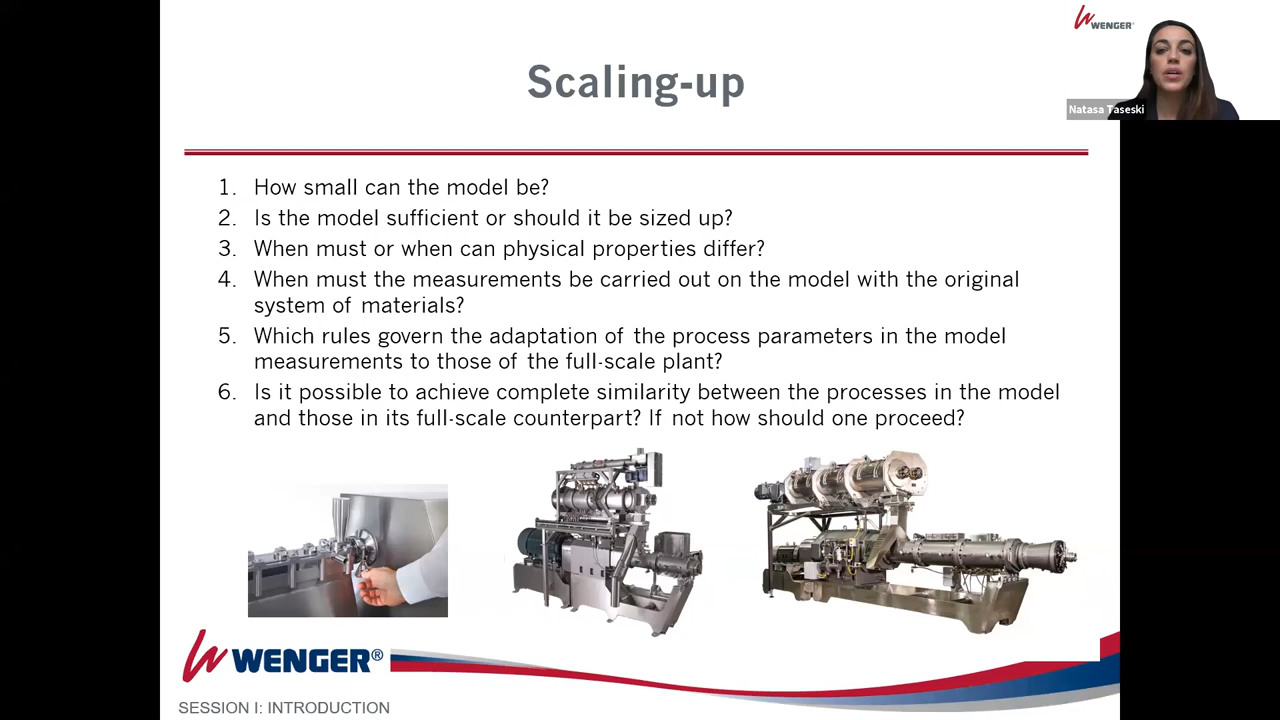 WENGER
Natasa Taseski
Scaling-up
1. How small can the model be?
2. Is the model sufficient or should it be sized up?
3. When must or when can physical properties differ?
4. When must the measurements be carried out on the model with the original
system of materials?
5. Which rules govern the adaptation of the process parameters in the model
measurements to those of the full-scale plant?
6. Is it possible to achieve complete similarity between the processes in the model
and those in its full-scale counterpart? If not how should one proceed?
WENGER®
SESSION I: INTRODUCTION